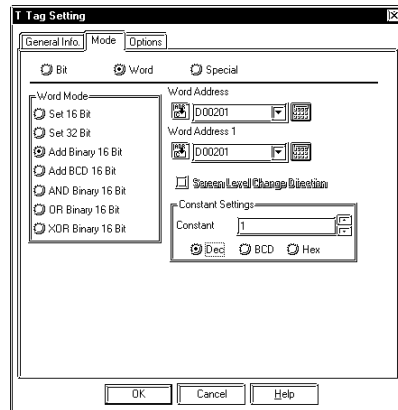 T Tag Setting
General Info. Mode Options
Bit Word Special
Word Mode
Set 16 Bit
Set 32 Bit
Add Binary 16 Bit
Add BCD 16 Bit
AND Binary 16 Bit
OR Binary 16 Bit
XOR Binary 16 Bit
Word Address
D00201
Word Address 1
D00201
Screen Level Change Direction
Constant Settings
Constant 1
Dec BCD Hex
OK Cancel Help